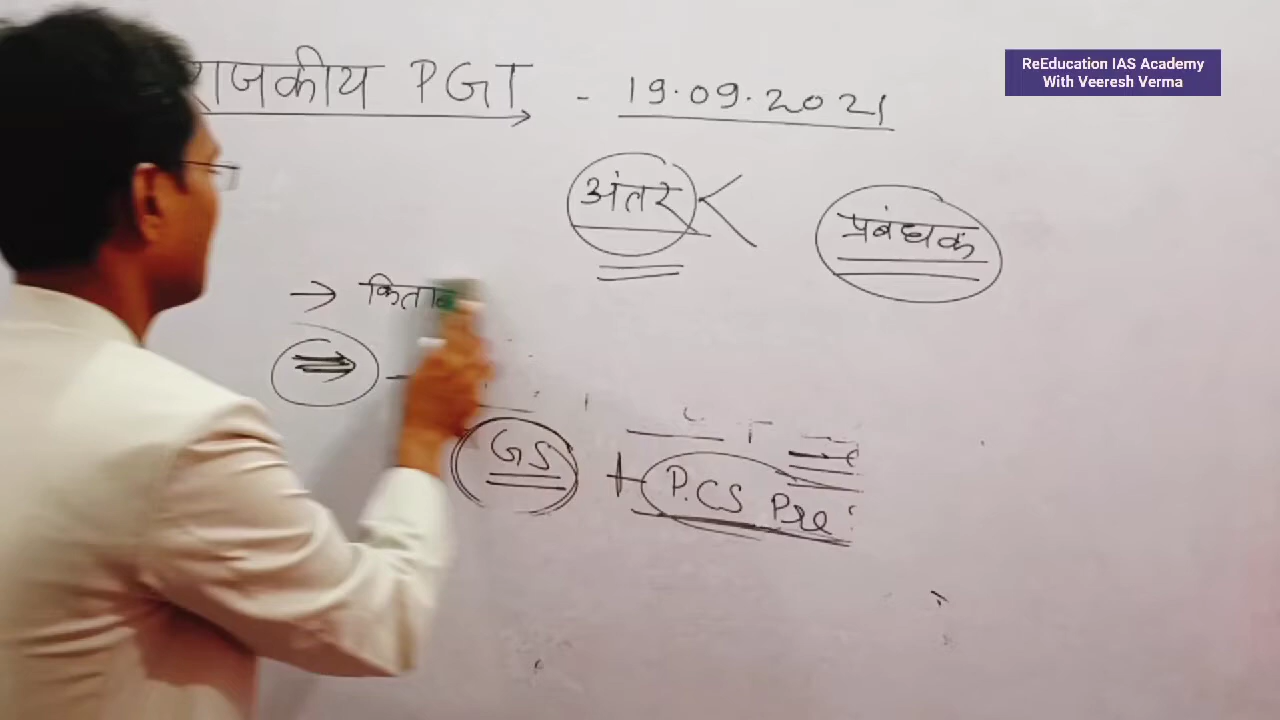 राजकीय PGT - 19.09.2021
ReEducation IAS Academy
With Veeresh Verma
अंतर <
प्रबंधक
→ किताब
⇒ -
GS + P.CS Pre